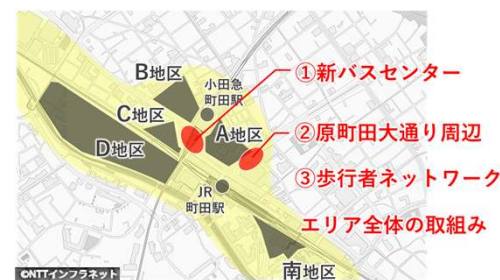 B地区
小田急
町田駅
①新バスセンター
C地区
A地区
②原町田大通り周辺
D地区
③歩行者ネットワーク
JR
町田駅
エリア全体の取組み
南地区
©NTTインフラネット